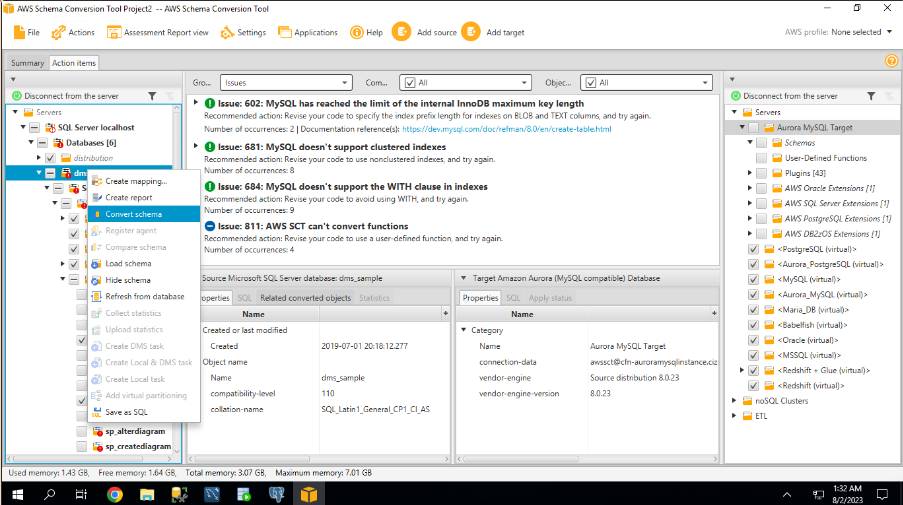 AWS Schema Conversion Tool Project2 -- AWS Schema Conversion Tool
File
Actions
Assessment Report view
Settings
Applications
Help
Add source
Add target
AWS profile: None selected
Summary
Action items
Disconnect from the server
Servers
SQL Server localhost
Databases [6]
distribution
dms_
Create mapping...
Create report
Convert schema
Register agent
Compare schema
Load schema
Hide schema
Refresh from database
Collect statistics
Upload statistics
Create DMS task
Create Local & DMS task
Create Local task
Add virtual partitioning
Save as SQL
sp_alterdiagram
sp_creatediagram
Gro...
Issues
Com...
All
Objec...
All
Issue: 602: MySQL has reached the limit of the internal InnoDB maximum key length
Recommended action: Revise your code to specify the index prefix length for indexes on BLOB and TEXT columns, and try again.
Number of occurrences: 2 | Documentation reference(s): https://dev.mysql.com/doc/refman/8.0/en/create-table.html
Issue: 681: MySQL doesn't support clustered indexes
Recommended action: Revise your code to use nonclustered indexes, and try again.
Number of occurrences: 8
Issue: 684: MySQL doesn't support the WITH clause in indexes
Recommended action: Revise your code to avoid using WITH, and try again.
Number of occurrences: 9
Issue: 811: AWS SCT can't convert functions
Recommended action: Revise your code to use a user-defined function, and try again.
Number of occurrences: 4
Source Microsoft SQL Server database: dms_sample
operties
SQL
Related converted objects
Statistics
Name
Created or last modified
Created 2019-07-01 20:18:12.277
Object name
Name dms_sample
compatibility-level 110
collation-name SQL_Latin1_General_CP1_CI_AS
Target Amazon Aurora (MySQL compatible) Database
Properties
SQL
Apply status
Name
Category
Name Aurora MySQL Target
connection-data awssct@cfn-auroramysqlinstance.ciz
vendor-engine Source distribution 8.0.23
vendor-engine-version 8.0.23
Disconnect from the server
Servers
Aurora MySQL Target
Schemas
User-Defined Functions
Plugins [43]
AWS Oracle Extensions [1]
AWS SQL Server Extensions [1]
AWS PostgreSQL Extensions [1]
AWS DB2zOS Extensions [1]
<PostgreSQL (virtual)>
<Aurora_PostgreSQL (virtual)>
<MySQL (virtual)>
<Aurora_MySQL (virtual)>
<Maria_DB (virtual)>
<Babelfish (virtual)>
<Oracle (virtual)>
<MSSQL (virtual)>
<Redshift + Glue (virtual)>
<Redshift (virtual)>
noSQL Clusters
ETL
Used memory: 1.43 GB, Free memory: 1.64 GB, Total memory: 3.07 GB, Maximum memory: 7.01 GB
1:32 AM
8/2/2023